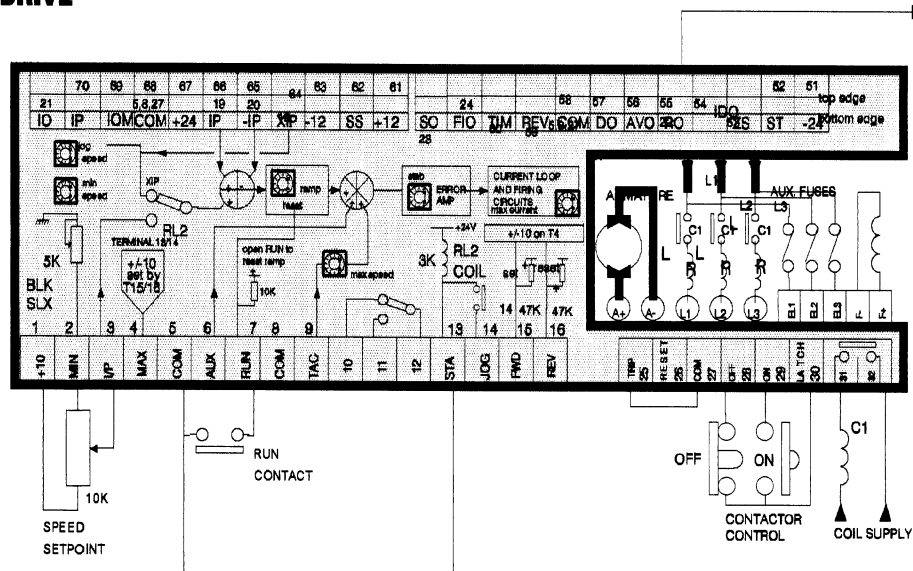 DRIVE
70 69 68 67 66 65 64 63 62 61
21 5,6,27 19 20
IO IP IOM COM +24 IP -IP XIP -12 SS +12
24 58 57 56 55 54 52 51
SO FIO TIM REV COM DO AVO IDO ST -24
23
top edge
bottom edge
jog speed
min speed
XIP
RL2
5K
BLK
SLX
TERMINAL 15/14
+/-10
set by
T15/16
ramp
reset
open RUN to
reset ramp
10K
max speed
stab
ERROR
AMP
CURRENT LOOP
AND FIRING
CIRCUITS
max current
+/-10 on T4
+24V
3K
RL2
COIL
set
reset
14 47K 47K
L1
AUX. FUSES
L2 L3
C1 C1 C1
A+ A- L1 L2 L3 EL1 EL2 EL3
1 2 3 4 5 6 7 8 9 13 14 15 16
+10 MIN I/P MAX COM AUX RUN COM TAC 10 11 12 STA JOG FWD REV
TRIP 25 RESET 26 COM 27 OFF 28 ON 29 LATCH 30 31 32
10K
SPEED
SETPOINT
RUN
CONTACT
OFF ON
CONTACTOR
CONTROL
C1
COIL SUPPLY